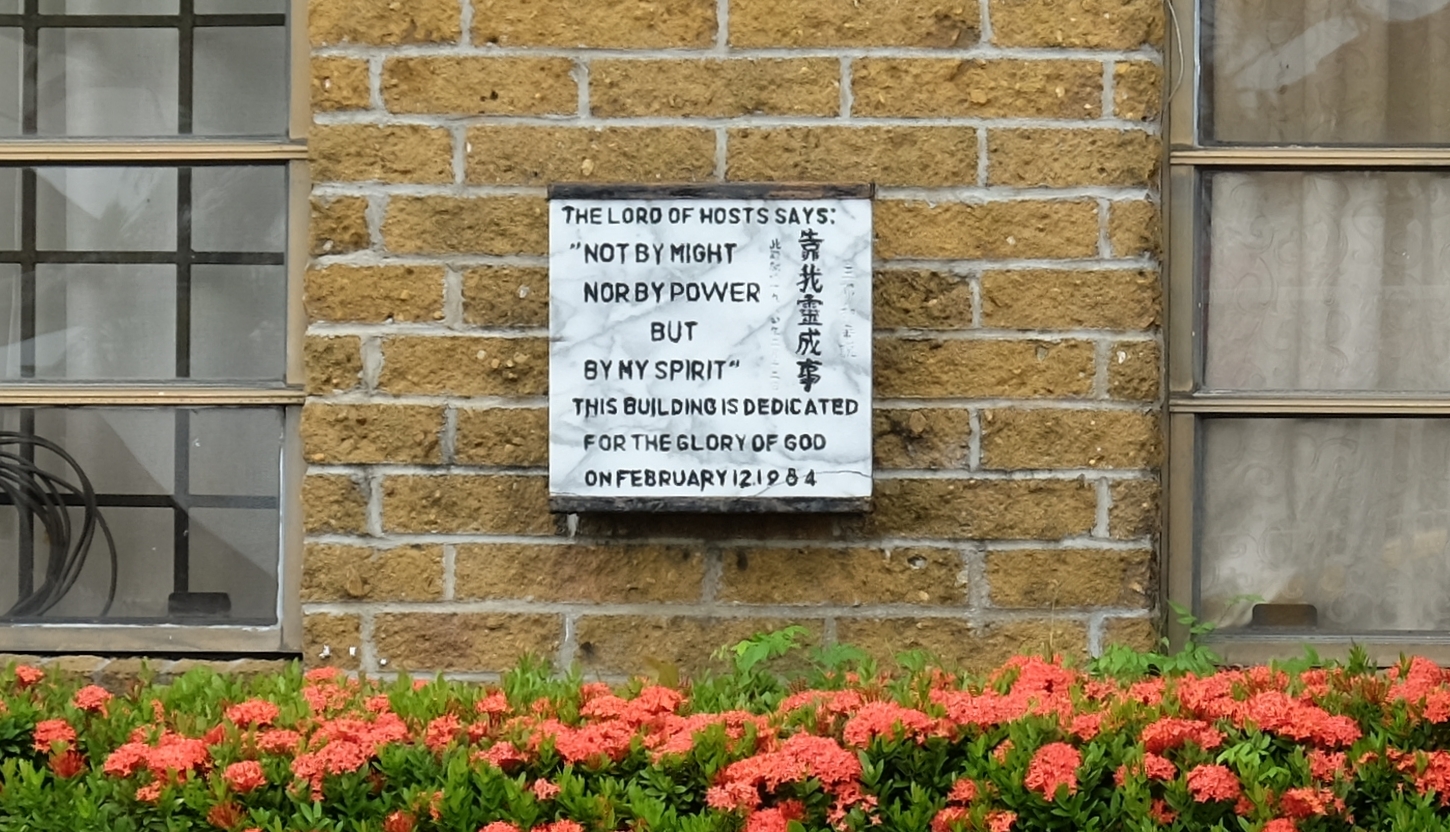 THE LORD OF HOSTS SAYS:
"NOT BY MIGHT
NOR BY POWER
BUT
BY MY SPIRIT"
THIS BUILDING IS DEDICATED
FOR THE GLORY OF GOD
ON FEBRUARY 12.1984
靠我靈成事